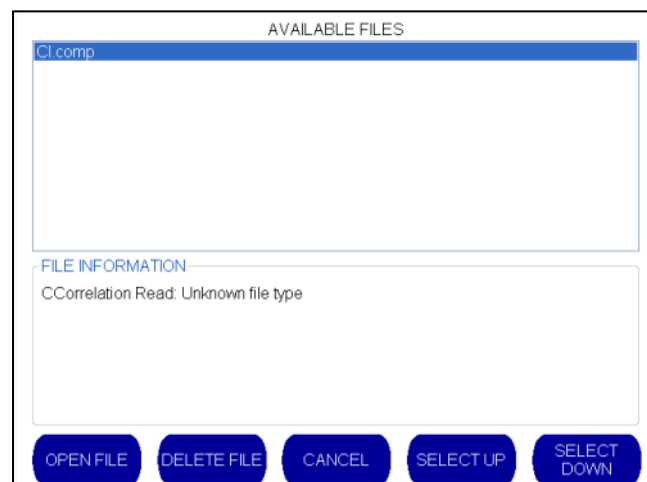 AVAILABLE FILES
CI.comp
FILE INFORMATION
CCorrelation Read: Unknown file type
OPEN FILE
DELETE FILE
CANCEL
SELECT UP
SELECT
DOWN